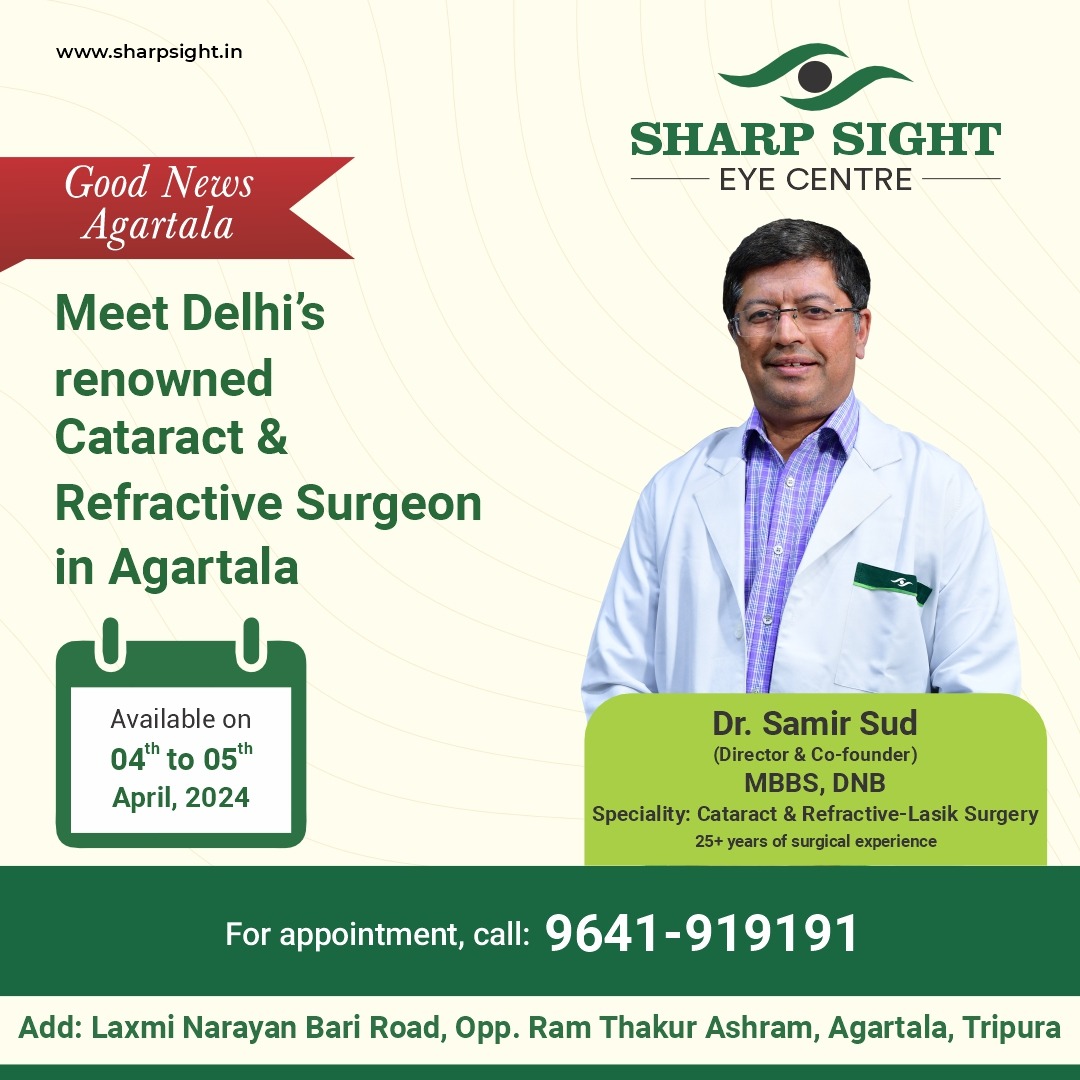 www.sharpsight.in
SHARP SIGHT
EYE CENTRE
Good News
Agartala
Meet Delhi’s
renowned
Cataract &
Refractive Surgeon
in Agartala
Available on
04th to 05th
April, 2024
Dr. Samir Sud
(Director & Co-founder)
MBBS, DNB
Speciality: Cataract & Refractive-Lasik Surgery
25+ years of surgical experience
For appointment, call: 9641-919191
Add: Laxmi Narayan Bari Road, Opp. Ram Thakur Ashram, Agartala, Tripura